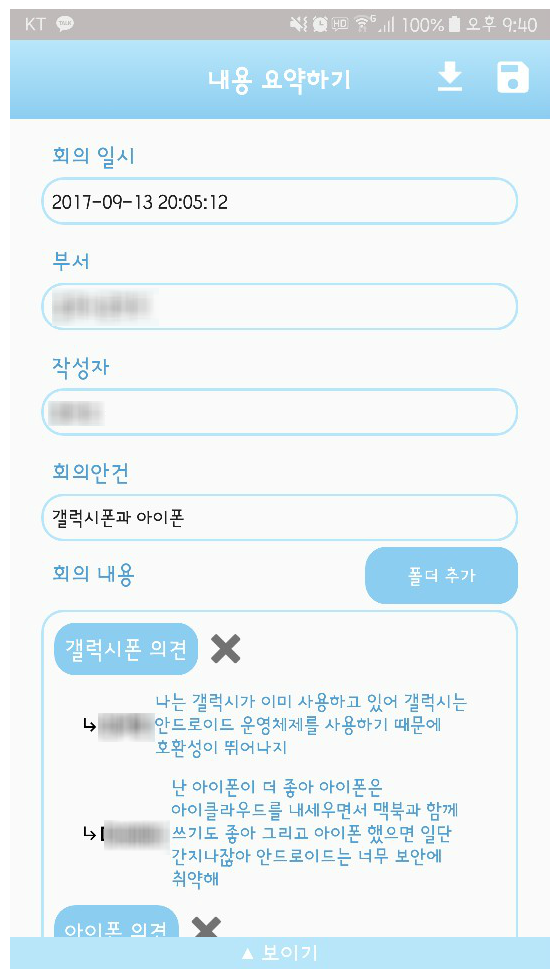 KT TALK HD 6 100% 오후 9:40
내용 요약하기
회의 일시
2017-09-13 20:05:12
부서
작성자
회의안건
갤럭시폰과 아이폰
회의 내용 폴더 추가
갤럭시폰 의견
나는 갤럭시가 이미 사용하고 있어 갤럭시는
안드로이드 운영체제를 사용하기 때문에
호환성이 뛰어나지
난 아이폰이 더 좋아 아이폰은
아이클라우드를 내세우면서 맥북과 함께
쓰기도 좋아 그리고 아이폰 했으면 일단
간지나잖아 안드로이드는 너무 보안에
취약해
아이폰 의견
▲ 보이기